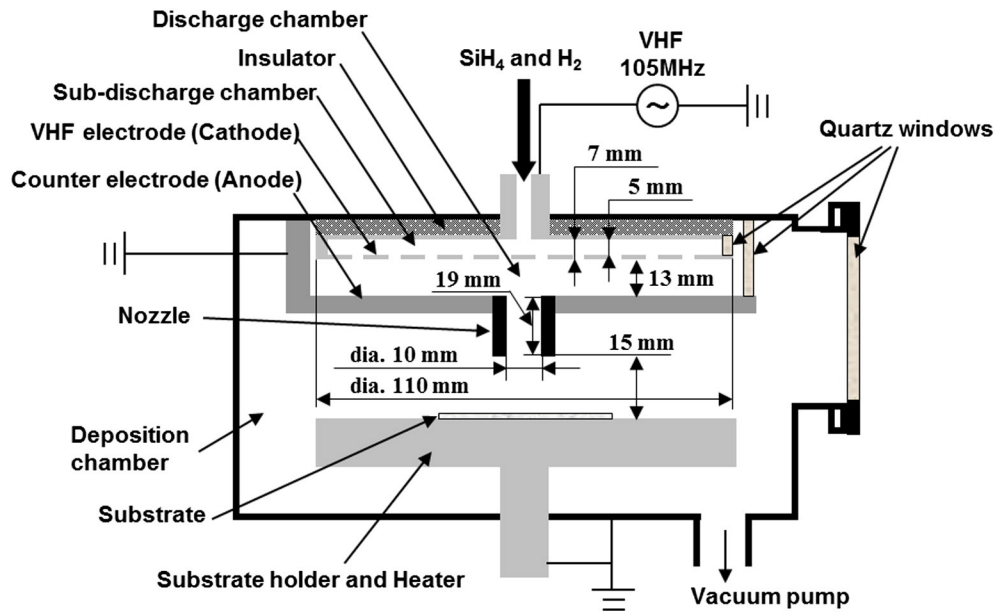 Discharge chamber
Insulator
Sub-discharge chamber
VHF electrode (Cathode)
Counter electrode (Anode)
SiH4 and H2
VHF
105MHz
Quartz windows
7 mm
5 mm
13 mm
19 mm
Nozzle
15 mm
dia. 10 mm
dia. 110 mm
Deposition
chamber
Substrate
Substrate holder and Heater
Vacuum pump